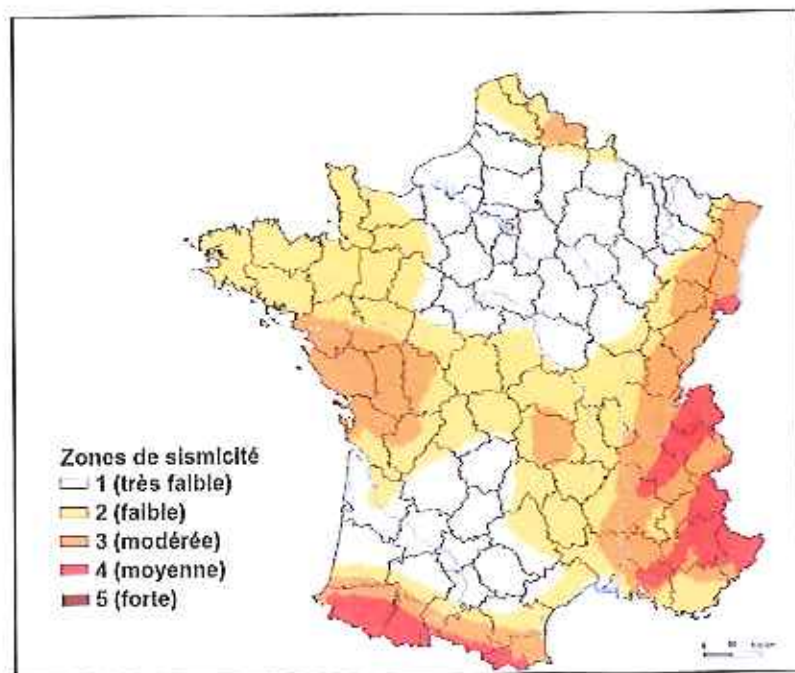 Zones de sismicité
1 (très faible)
2 (faible)
3 (modérée)
4 (moyenne)
5 (forte)